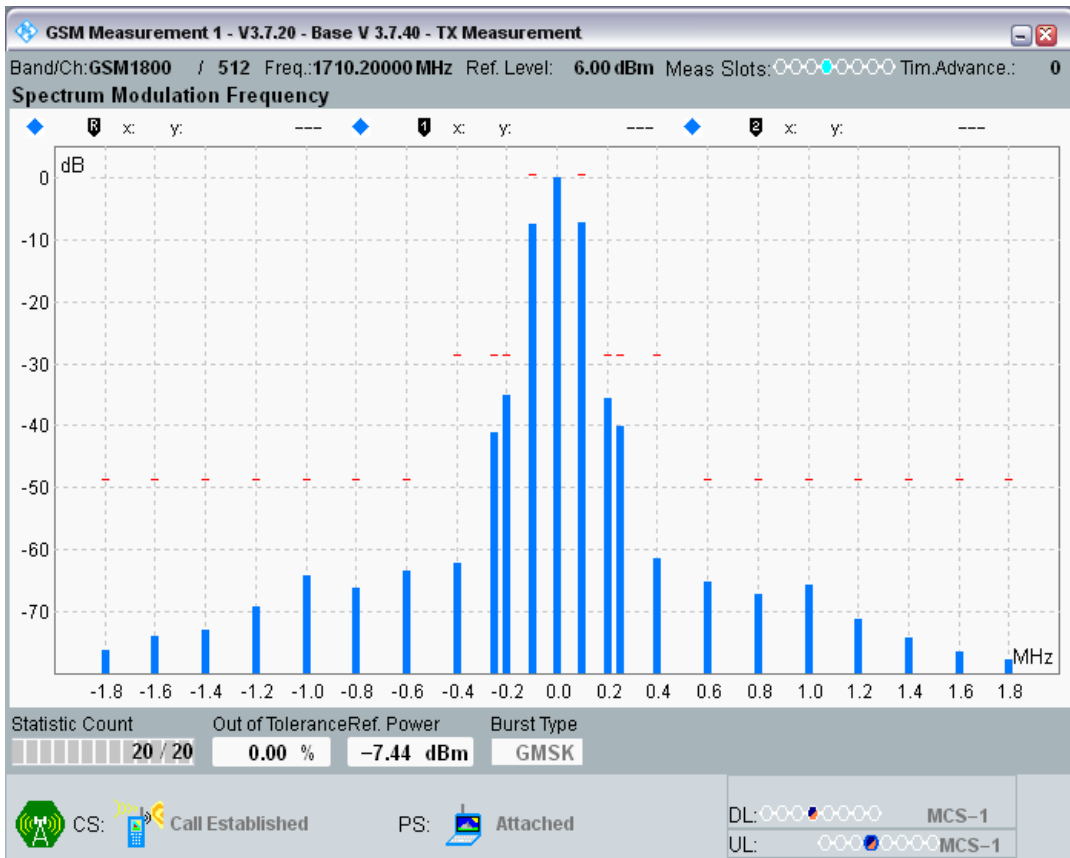 GSM Measurement 1 - V3.7.20 - Base V 3.7.40 - TX Measurement
Band/Ch:GSM1800 / 512 Freq.:1710.20000 MHz Ref. Level: 6.00 dBm Meas Slots: Tim.Advance.: 0
Spectrum Modulation Frequency
R x: y: --- 1 x: y: --- 2 x: y: ---
dB
0
-10
-20
-30
-40
-50
-60
-70
MHz
-1.8 -1.6 -1.4 -1.2 -1.0 -0.8 -0.6 -0.4 -0.2 0.0 0.2 0.4 0.6 0.8 1.0 1.2 1.4 1.6 1.8
Statistic Count Out of Tolerance Ref. Power Burst Type
20 / 20 0.00 % -7.44 dBm GMSK
CS: Call Established PS: Attached
DL: MCS-1
UL: MCS-1